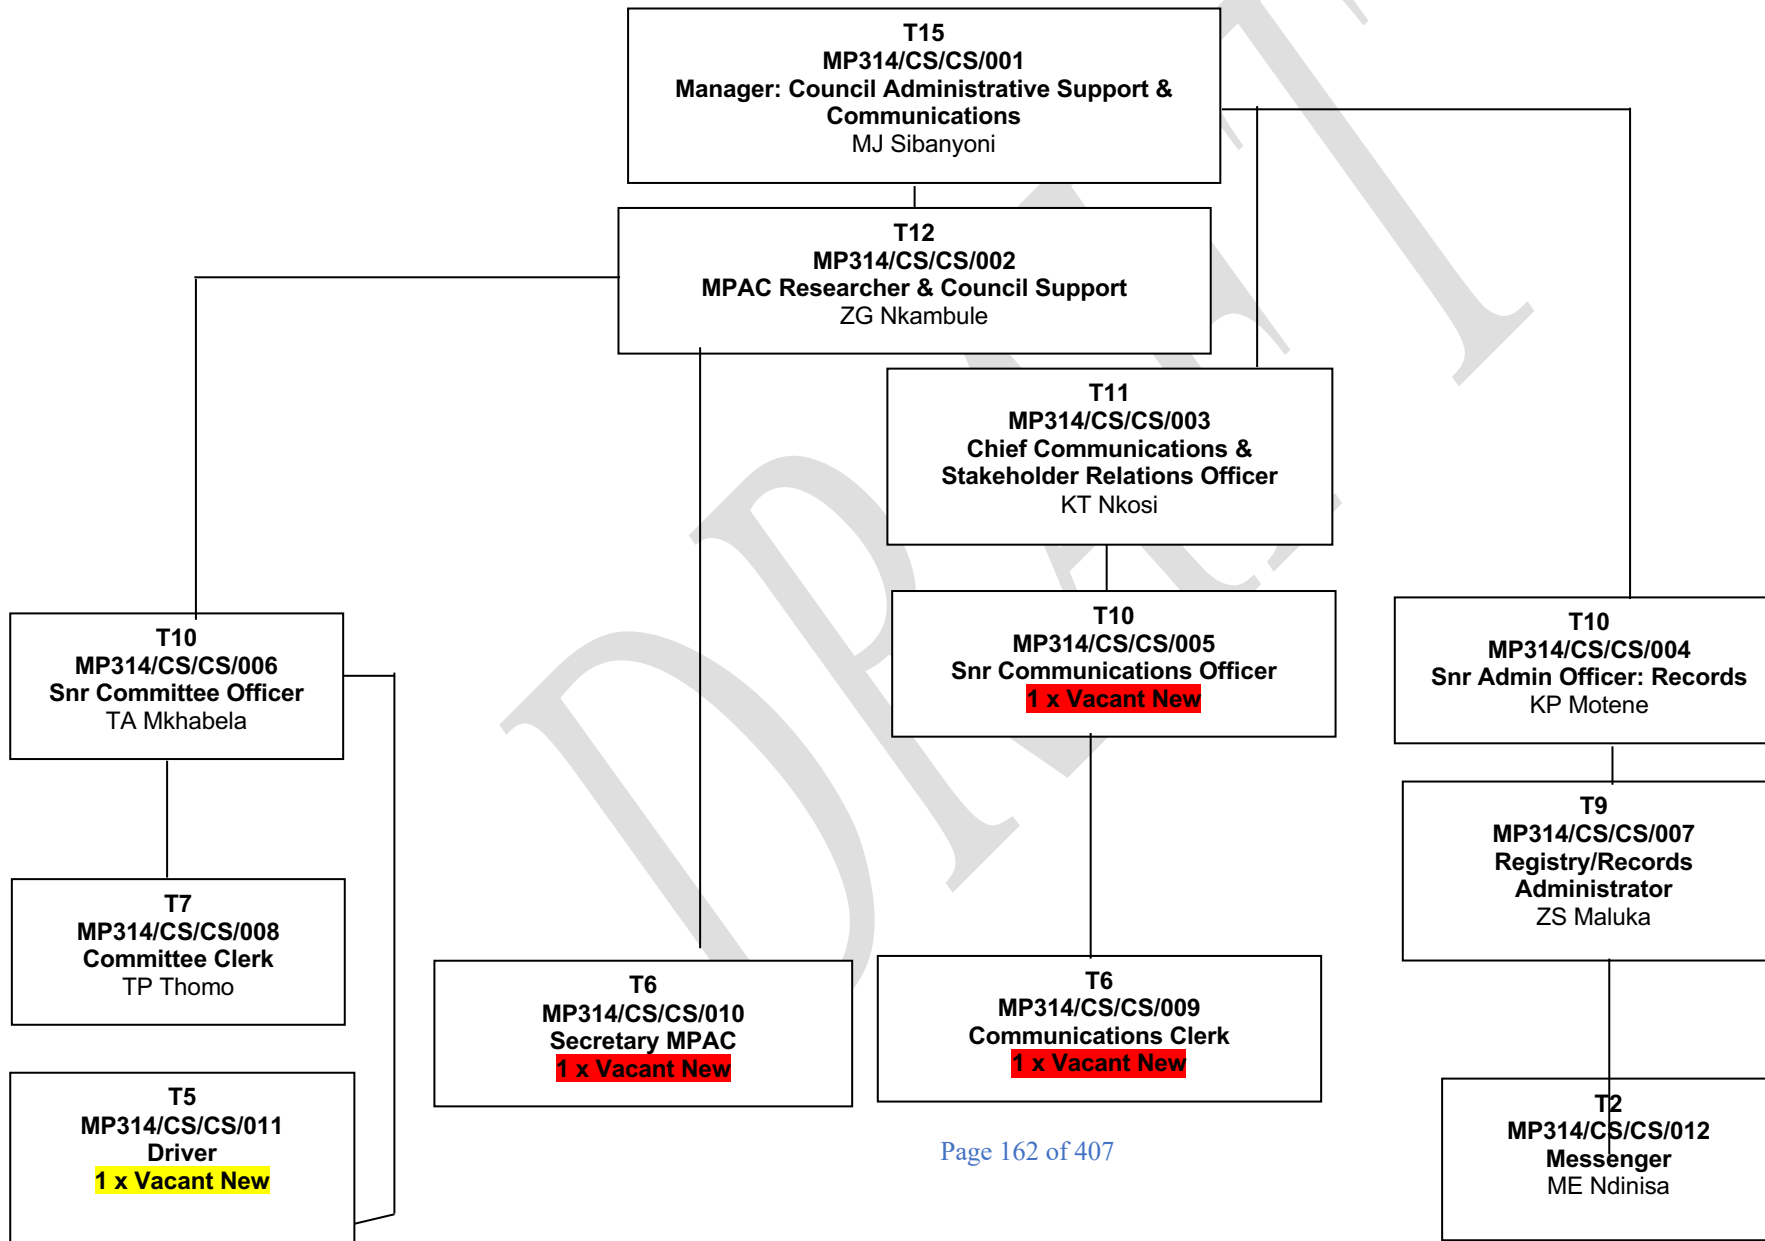 T15
MP314/CS/CS/001
Manager: Council Administrative Support &
Communications
MJ Sibanyoni
T12
MP314/CS/CS/002
MPAC Researcher & Council Support
ZG Nkambule
T11
MP314/CS/CS/003
Chief Communications &
Stakeholder Relations Officer
KT Nkosi
T10
MP314/CS/CS/006
Snr Committee Officer
TA Mkhabela
T10
MP314/CS/CS/005
Snr Communications Officer
1 x Vacant New
T10
MP314/CS/CS/004
Snr Admin Officer: Records
KP Motene
T9
MP314/CS/CS/007
Registry/Records
Administrator
ZS Maluka
T7
MP314/CS/CS/008
Committee Clerk
TP Thomo
T6
MP314/CS/CS/010
Secretary MPAC
1 x Vacant New
T6
MP314/CS/CS/009
Communications Clerk
1 x Vacant New
T5
MP314/CS/CS/011
Driver
1 x Vacant New
T2
MP314/CS/CS/012
Messenger
ME Ndinisa
DRAFT
Page 162 of 407